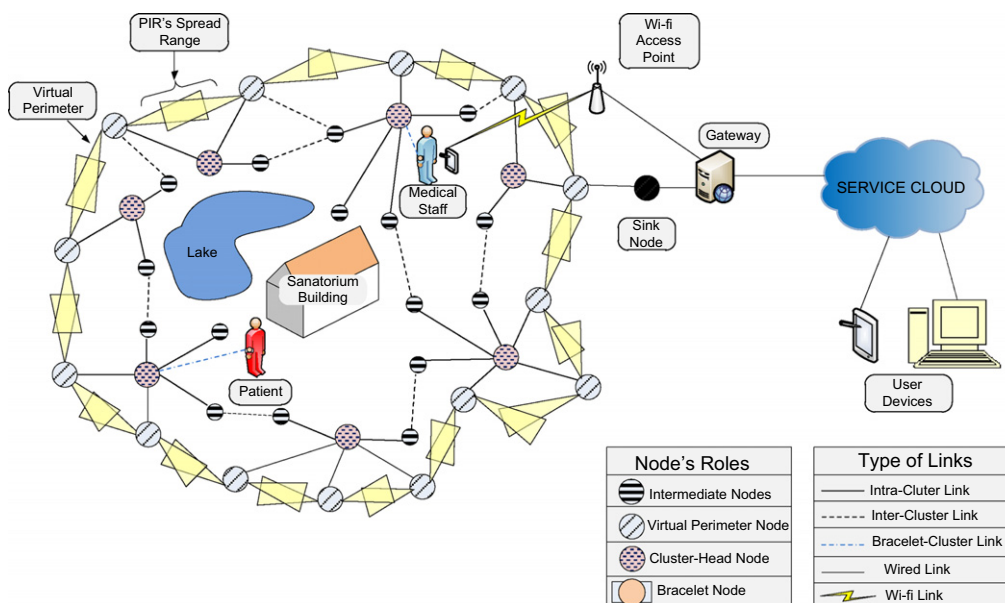 PIR's Spread
Range
Virtual
Perimeter
Wi-fi
Access
Point
Gateway
SERVICE CLOUD
Medical
Staff
Sink
Node
Lake
Sanatorium
Building
Patient
User
Devices
Node's Roles
Intermediate Nodes
Virtual Perimeter Node
Cluster-Head Node
Bracelet Node
Type of Links
Intra-Cluter Link
Inter-Cluster Link
Bracelet-Cluster Link
Wired Link
Wi-fi Link